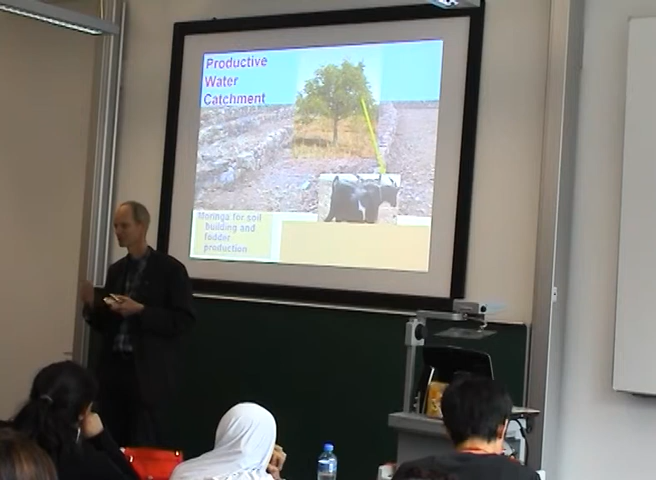 Productive
Water
Catchment
Moringa for soil
building and
fodder
production